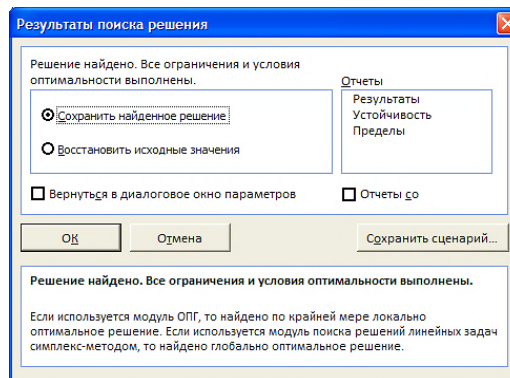 Результаты поиска решения
Решение найдено. Все ограничения и условия
оптимальности выполнены.
Отчеты
Сохранить найденное решение
Восстановить исходные значения
Результаты
Устойчивость
Пределы
Вернуться в диалоговое окно параметров
Отчеты со
ОК
Отмена
Сохранить сценарий...
Решение найдено. Все ограничения и условия оптимальности выполнены.
Если используется модуль ОПГ, то найдено по крайней мере локально
оптимальное решение. Если используется модуль поиска решений линейных задач
симплекс-методом, то найдено глобально оптимальное решение.